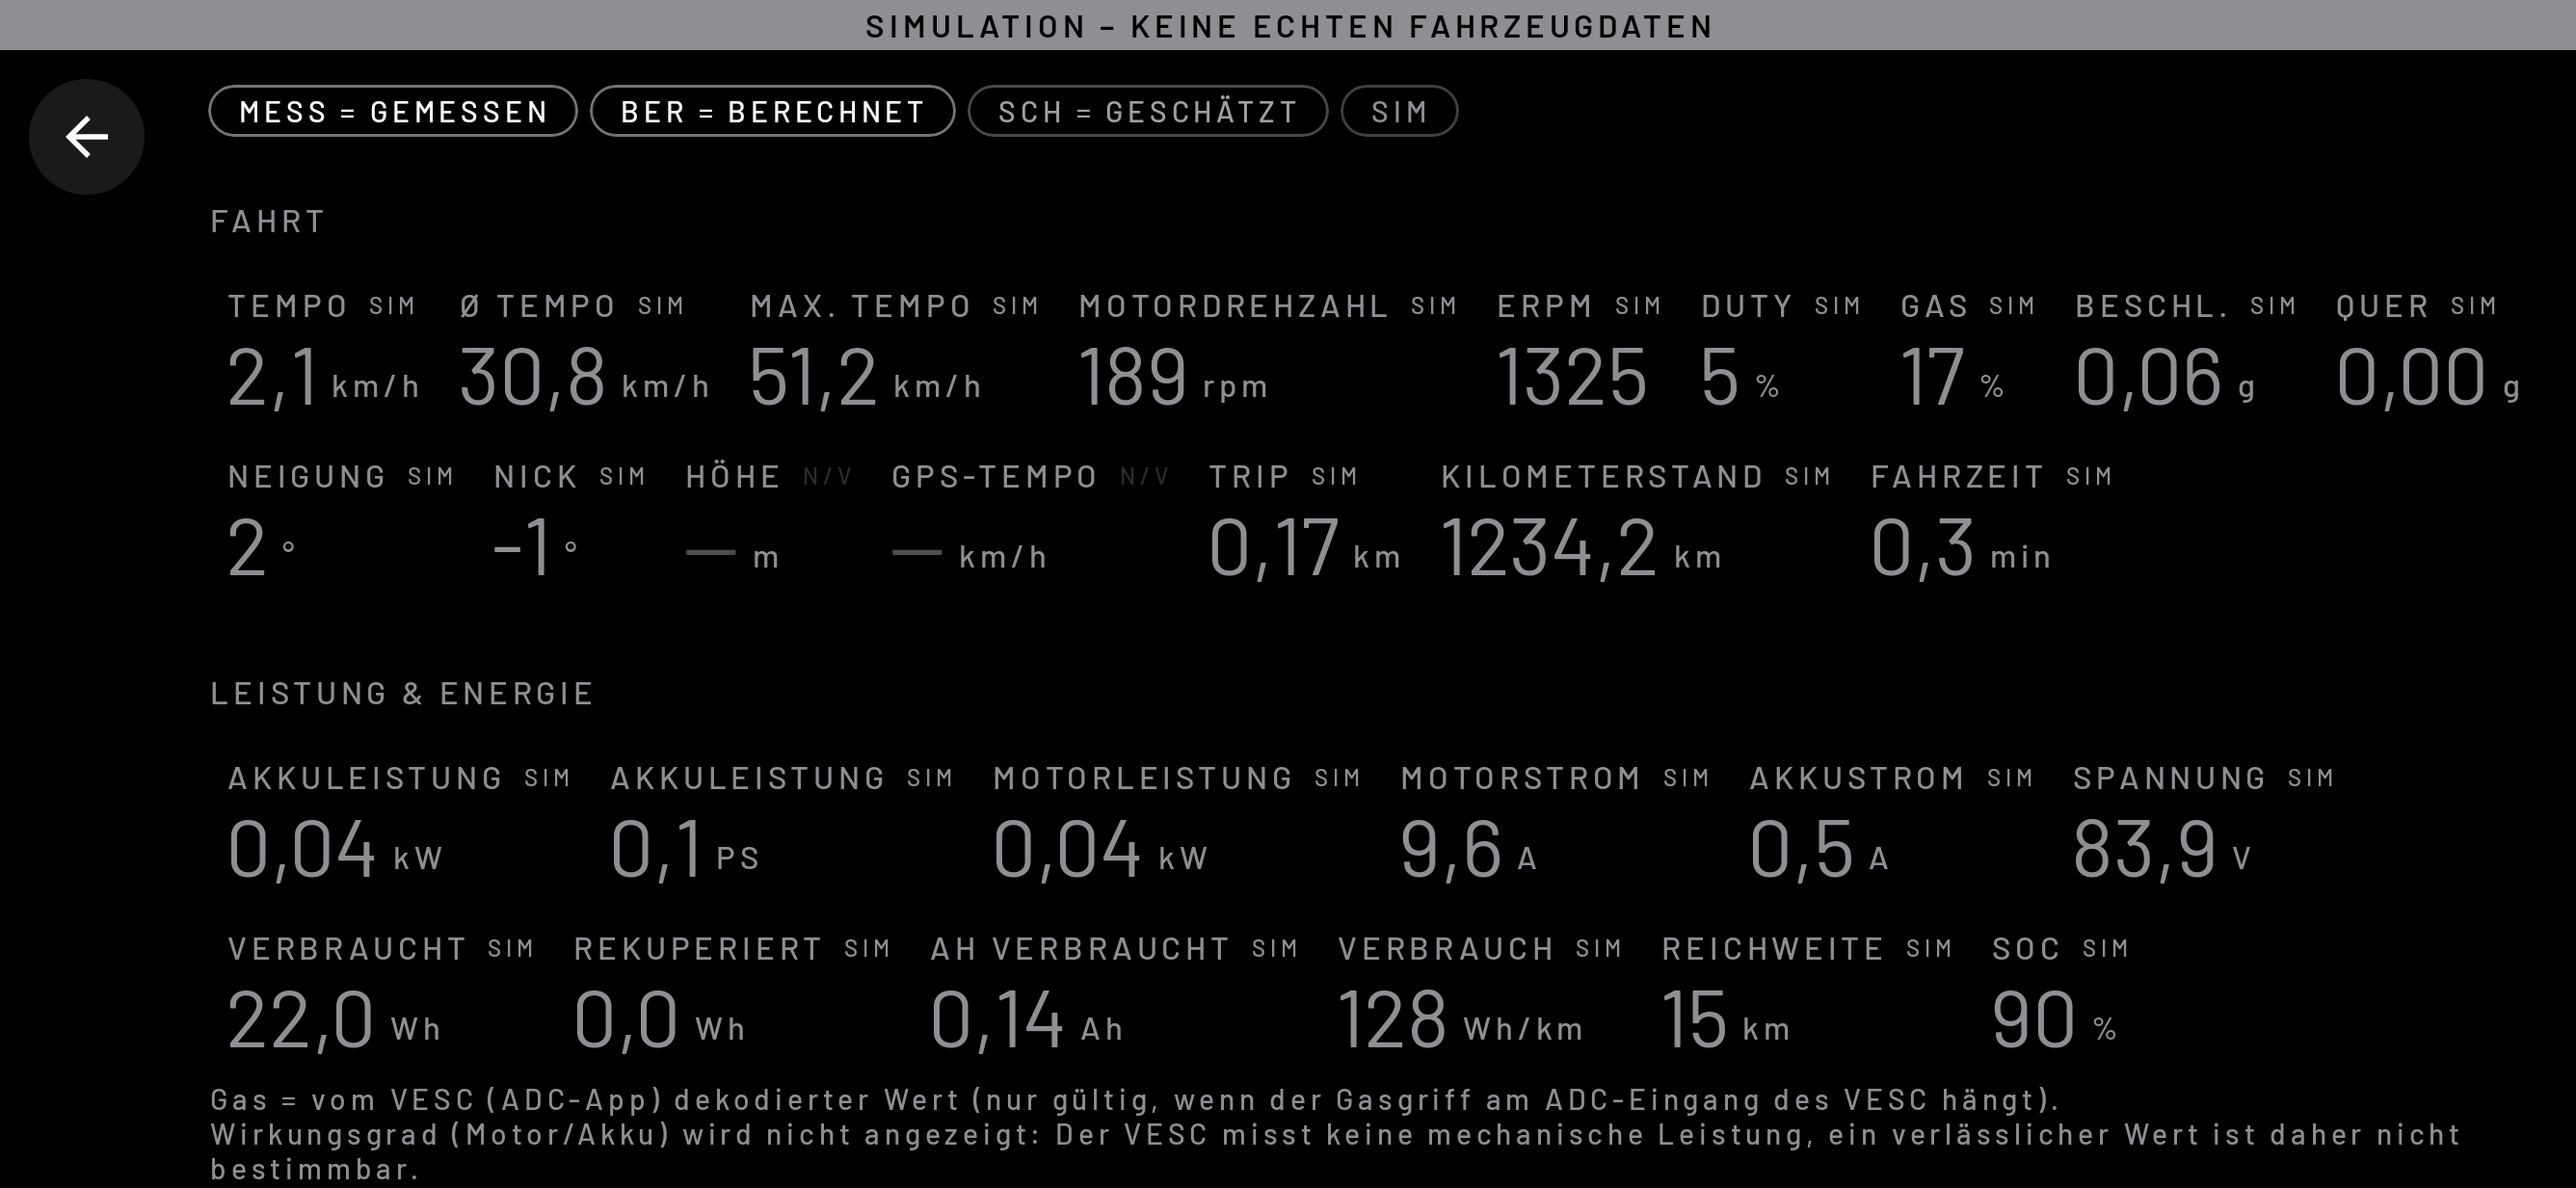 SIMULATION – KEINE ECHTEN FAHRZEUGDATEN
MESS = GEMESSEN BER = BERECHNET SCH = GESCHÄTZT SIM
FAHRT
TEMPO SIM Ø TEMPO SIM MAX. TEMPO SIM MOTORDREHZAHL SIM ERPM SIM DUTY SIM GAS SIM BESCHL. SIM QUER SIM
2,1 km/h 30,8 km/h 51,2 km/h 189 rpm 1325 5 % 17 % 0,06 g 0,00 g
NEIGUNG SIM NICK SIM HÖHE N/V GPS-TEMPO N/V TRIP SIM KILOMETERSTAND SIM FAHRZEIT SIM
2 ° –1 ° — m — km/h 0,17 km 1234,2 km 0,3 min
LEISTUNG & ENERGIE
AKKULEISTUNG SIM AKKULEISTUNG SIM MOTORLEISTUNG SIM MOTORSTROM SIM AKKUSTROM SIM SPANNUNG SIM
0,04 kW 0,1 PS 0,04 kW 9,6 A 0,5 A 83,9 V
VERBRAUCHT SIM REKUPERIERT SIM AH VERBRAUCHT SIM VERBRAUCH SIM REICHWEITE SIM SOC SIM
22,0 Wh 0,0 Wh 0,14 Ah 128 Wh/km 15 km 90 %
Gas = vom VESC (ADC-App) dekodierter Wert (nur gültig, wenn der Gasgriff am ADC-Eingang des VESC hängt).
Wirkungsgrad (Motor/Akku) wird nicht angezeigt: Der VESC misst keine mechanische Leistung, ein verlässlicher Wert ist daher nicht
bestimmbar.